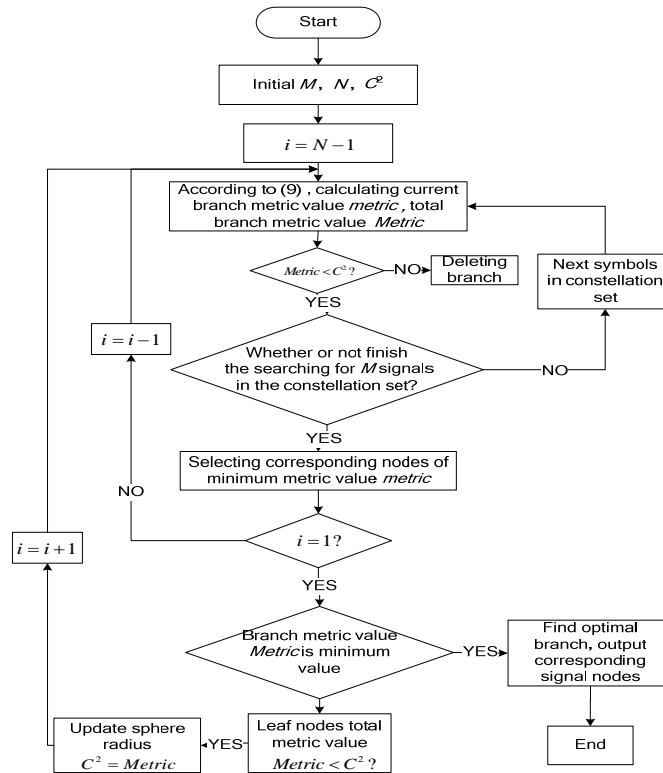 Start
Initial M, N, C²
i = N−1
According to (9) , calculating current
branch metric value metric , total
branch metric value Metric
Metric < C² ?
NO
Deleting
branch
Next symbols
in constellation
set
YES
i = i−1
Whether or not finish
the searching for M signals
in the constellation set?
NO
YES
Selecting corresponding nodes of
minimum metric value metric
NO
i = i+1
i = 1?
YES
Branch metric value
Metric is minimum
value
YES
Find optimal
branch, output
corresponding
signal nodes
Update sphere
radius
C² = Metric
YES
Leaf nodes total
metric value
Metric < C² ?
End